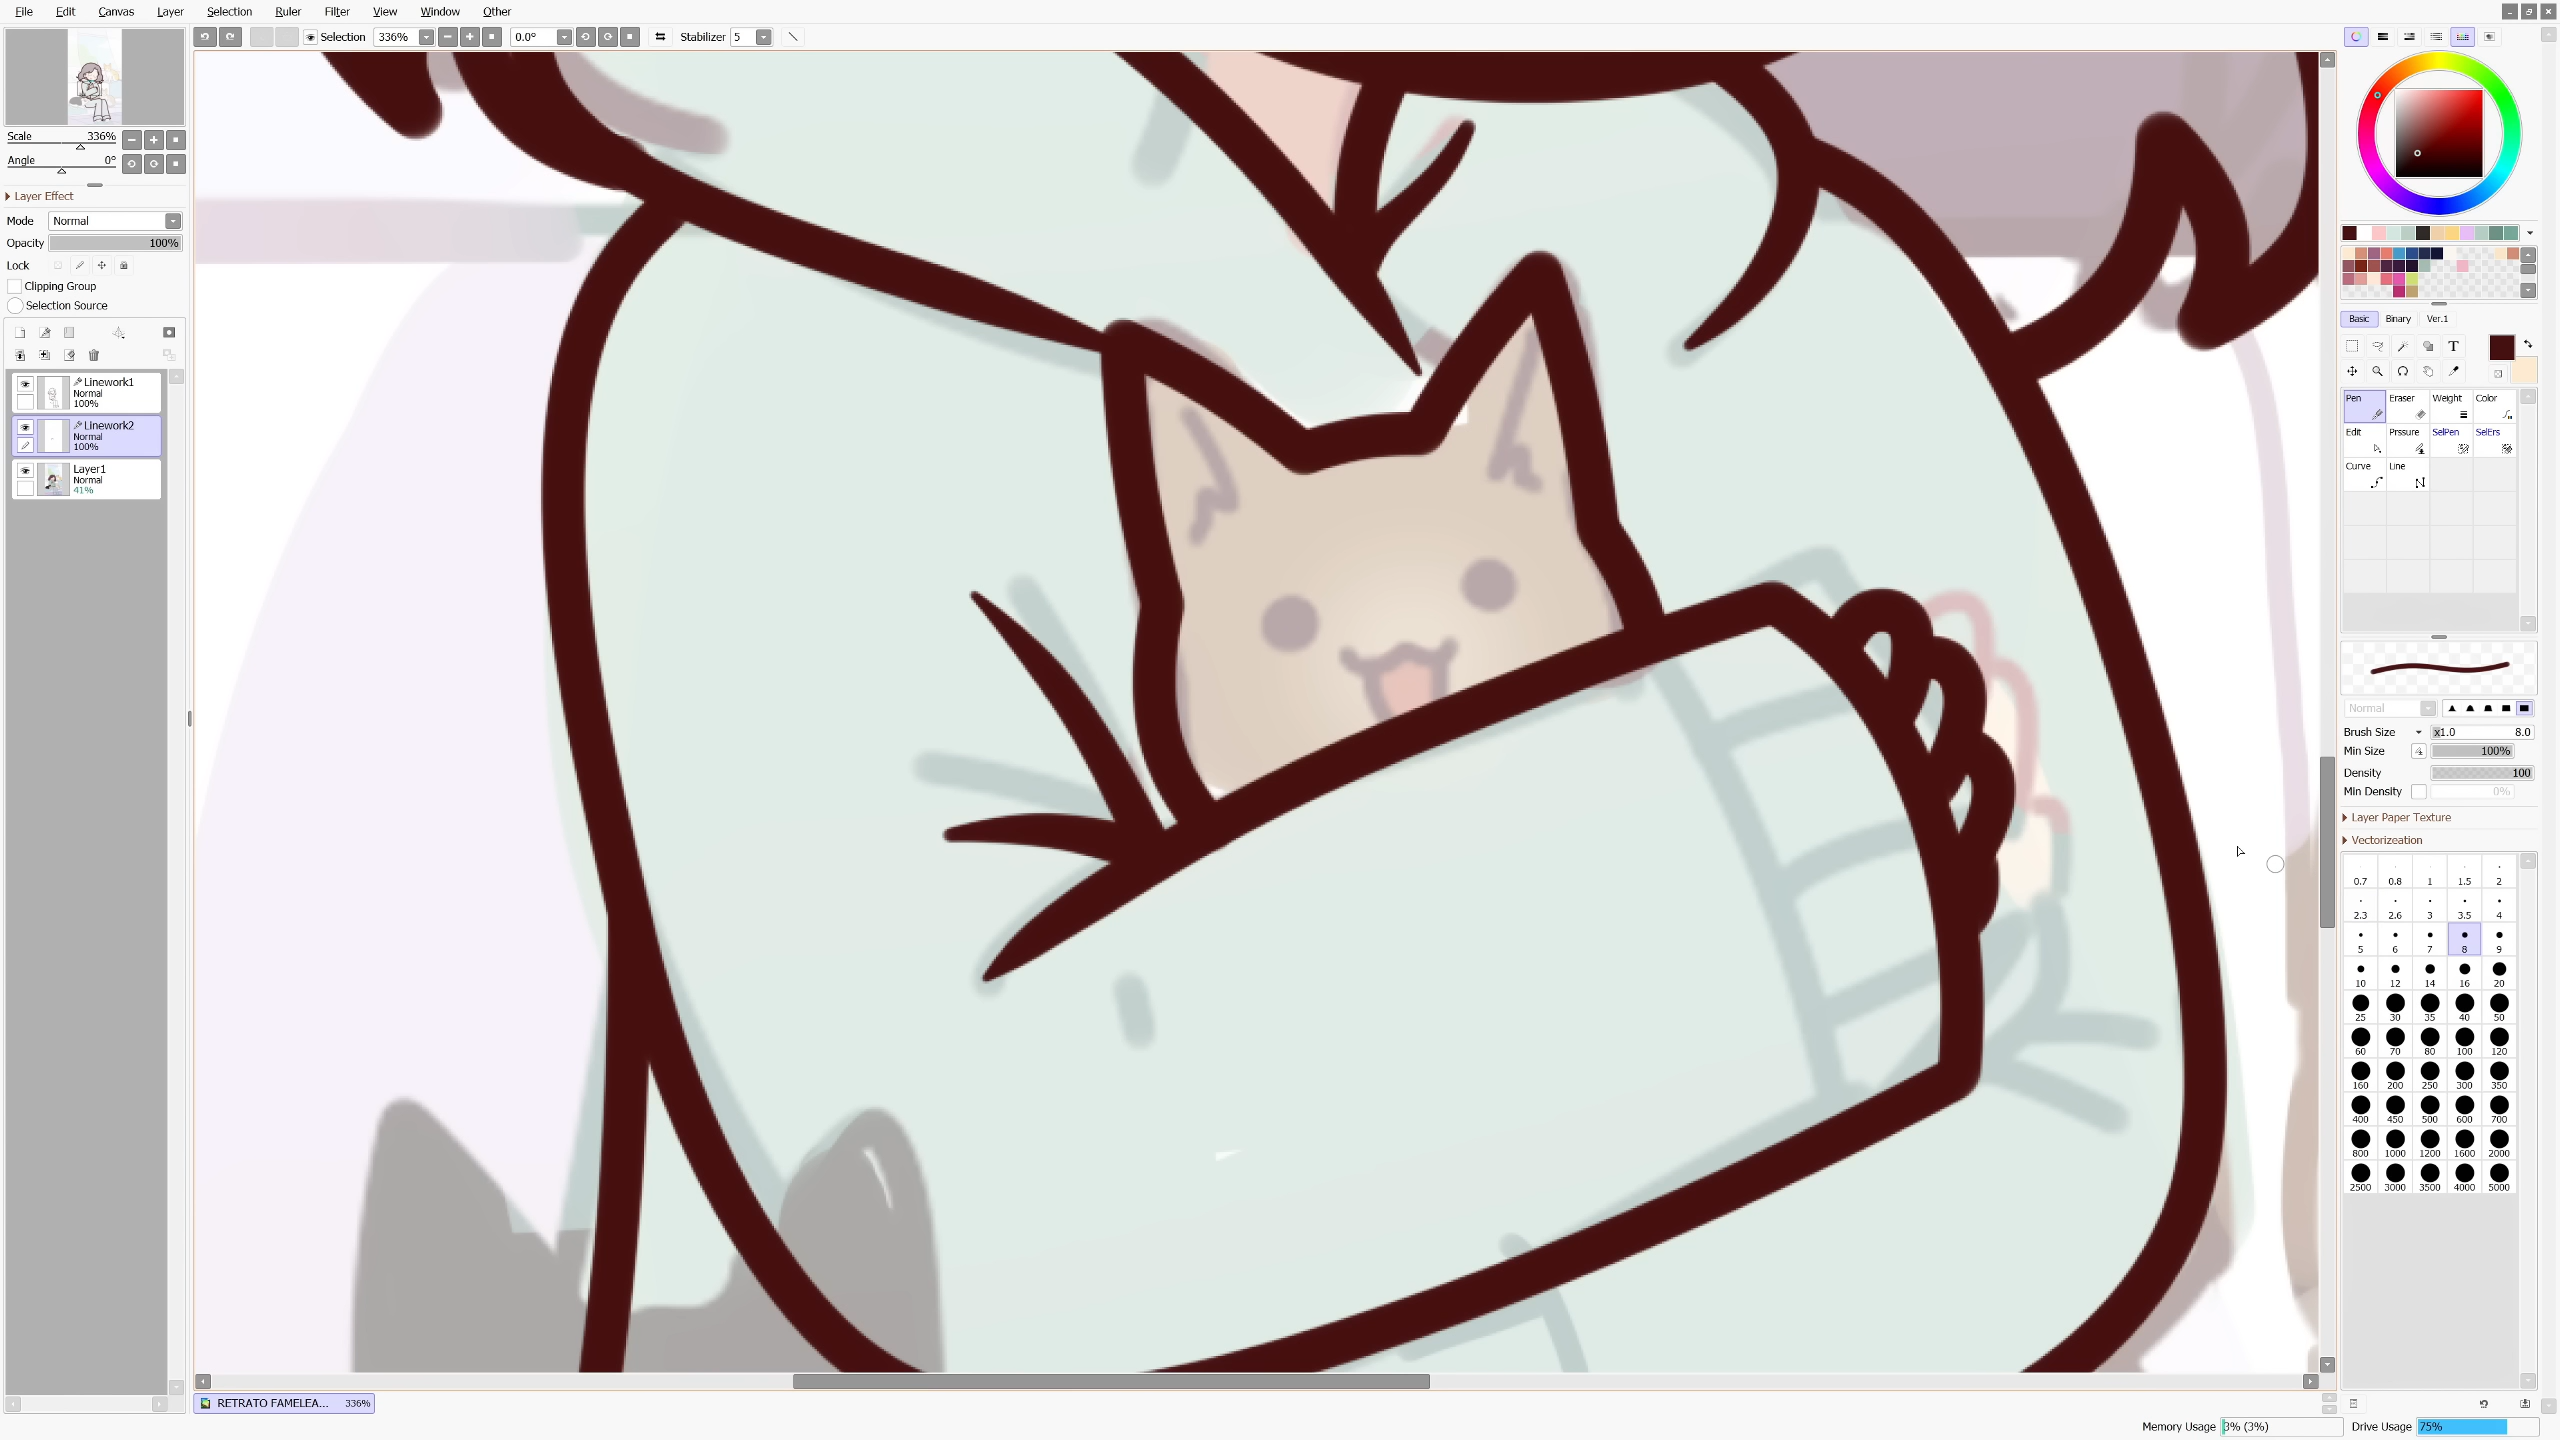 File Edit Canvas Layer Selection Ruler Filter View Window Other
Selection 336% 0.0° Stabilizer 5
Scale 336%
Angle 0°
Layer Effect
Mode Normal
Opacity 100%
Lock
Clipping Group
Selection Source
Linework1
Normal
100%
Linework2
Normal
100%
Layer1
Normal
41%
Basic Binary Ver.1
T
Pen Eraser Weight Color
Edit Prssure SelPen SelErs
Curve Line
Normal
Brush Size x1.0 8.0
Min Size 100%
Density 100
Min Density 0%
Layer Paper Texture
Vectorizeation
0.7 0.8 1 1.5 2
2.3 2.6 3 3.5 4
5 6 7 8 9
10 12 14 16 20
25 30 35 40 50
60 70 80 100 120
160 200 250 300 350
400 450 500 600 700
800 1000 1200 1600 2000
2500 3000 3500 4000 5000
RETRATO FAMELEA... 336%
Memory Usage 3% (3%) Drive Usage 75%